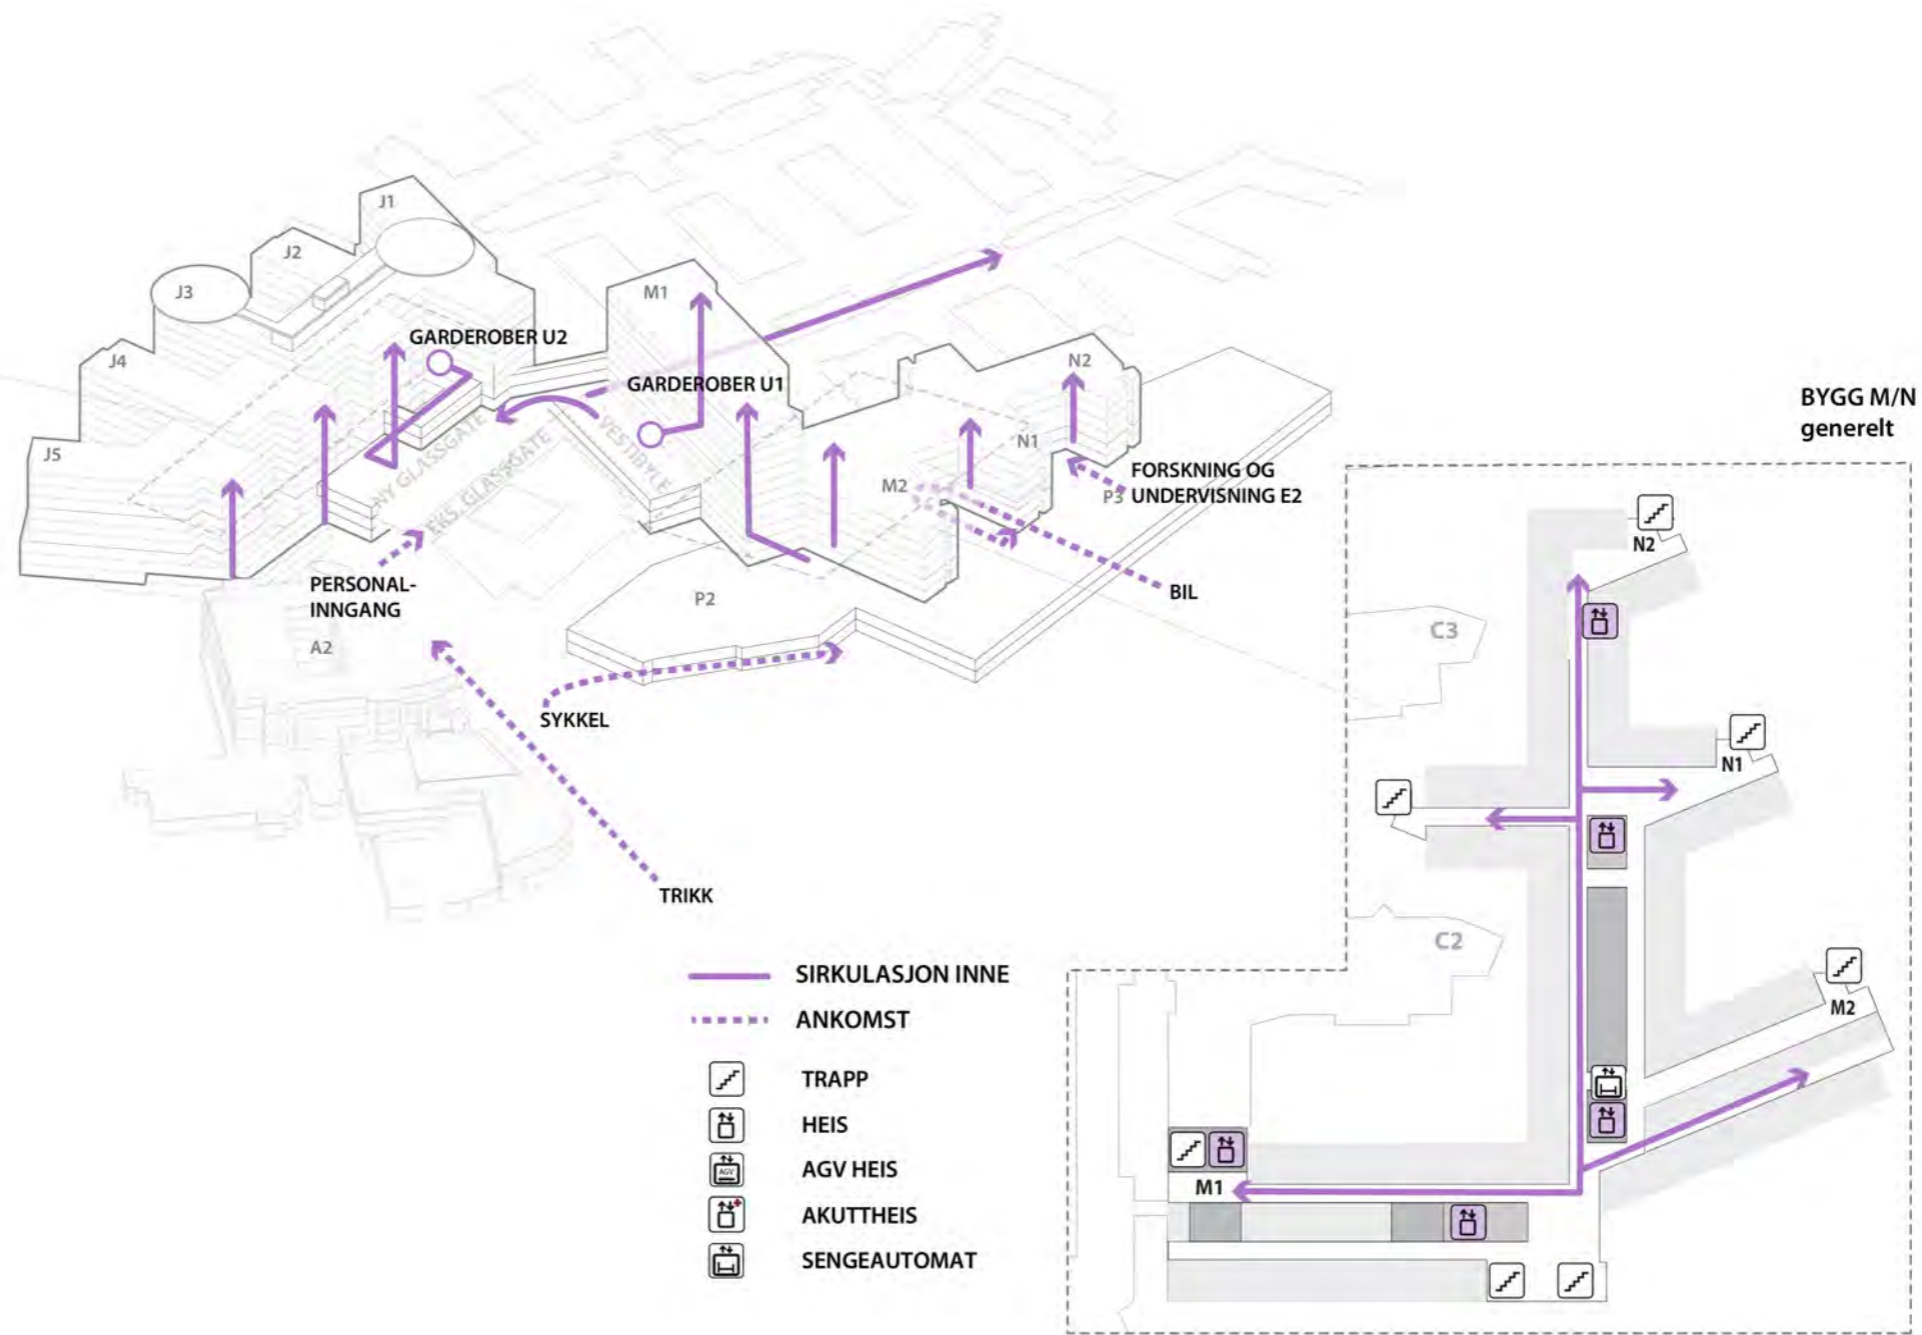 J1
J2
J3
M1
GARDEROBER U2
J4
N2
GARDEROBER U1
BYGG M/N
generelt
VESTIBYLE
NY GLASSGATE
EKS. GLASSGATE
N1
J5
M2
FORSKNING OG
P3 UNDERVISNING E2
N2
PERSONAL-
INNGANG
BIL
P2
A2
C3
SYKKEL
N1
TRIKK
C2
SIRKULASJON INNE
ANKOMST
M2
TRAPP
HEIS
AGV
AGV HEIS
M1
AKUTTHEIS
SENGEAUTOMAT